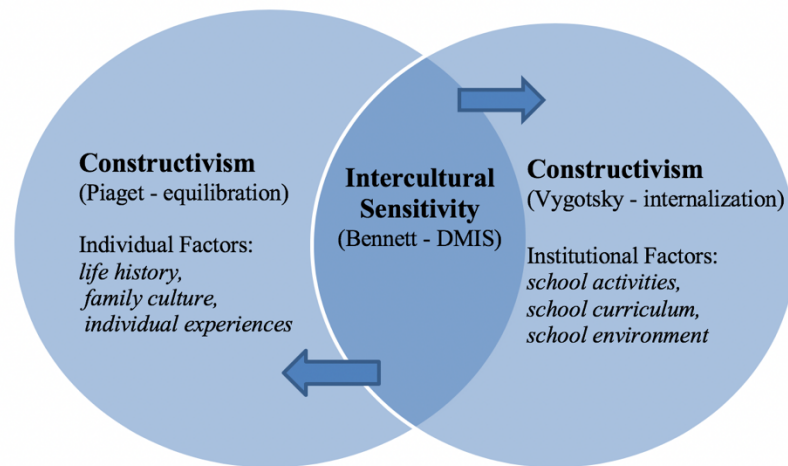 Constructivism
(Piaget - equilibration)
Individual Factors:
life history,
family culture,
individual experiences
Intercultural
Sensitivity
(Bennett - DMIS)
Constructivism
(Vygotsky - internalization)
Institutional Factors:
school activities,
school curriculum,
school environment